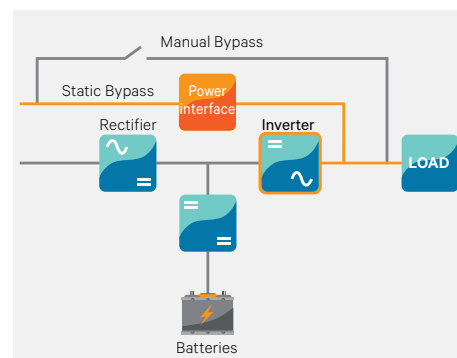 Manual Bypass
Static Bypass
Power
interface
Rectifier
Inverter
LOAD
Batteries